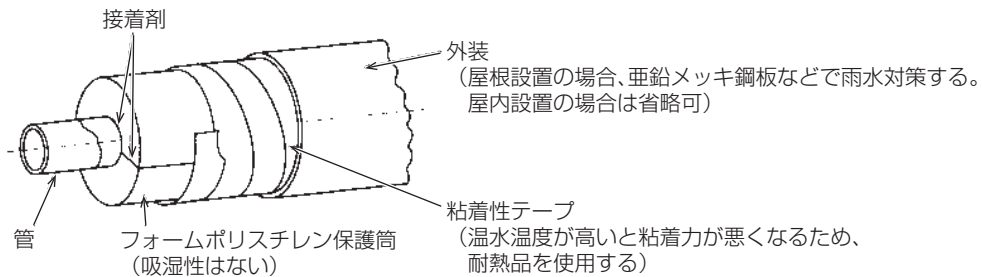 接着剤
外装
（屋根設置の場合、亜鉛メッキ鋼板などで雨水対策する。
屋内設置の場合は省略可）
管
フォームポリスチレン保護筒
（吸湿性はない）
粘着性テープ
（温水温度が高いと粘着力が悪くなるため、
耐熱品を使用する）